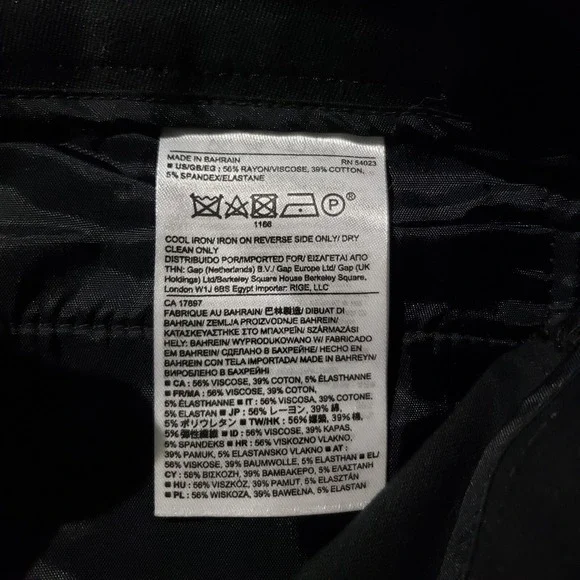 MADE IN BAHRAIN RN 54023
■ US/GB/EG : 56% RAYON/VISCOSE, 39% COTTON,
5% SPANDEX/ELASTANE
P
®
1166
COOL IRON/ IRON ON REVERSE SIDE ONLY/ DRY
CLEAN ONLY
DISTRIBUIDO POR/IMPORTED FOR/ ΕΙΣΑΓΕΤΑΙ ΑΠΟ
ΤΗΝ: Gap (Netherlands) B.V./ Gap Europe Ltd/ Gap (UK
Holdings) Ltd/Barkeley Square House Berkeley Square,
London W1J 6BS Egypt Importer: RIGE, LLC
CA 17897
FABRIQUE AU BAHRAIN/ 巴林製造/ DIBUAT DI
BAHRAIN/ ZEMLJA PROIZVODNJE BAHREIN/
ΚΑΤΑΣΚΕΥΑΣΤΗΚΕ ΣΤΟ ΜΠΑΧΡΕΪΝ/ SZÁRMAZÁSI
HELY: BAHREIN/ WYPRODUKOWANO W/ FABRICADO
EM BAHREIN/ СДЕЛАНО В БАХРЕЙНЕ/ HECHO EN
BAHREIN CON TELA IMPORTADA/ MADE IN BAHREYN/
ВИРОБЛЕНО В БАХРЕЙНІ
■ CA : 56% VISCOSE, 39% COTON, 5% ÉLASTHANNE
■ FR/MA : 56% VISCOSE, 39% COTON,
5% ÉLASTHANNE ■ IT : 56% VISCOSA, 39% COTONE,
5% ELASTAN ■ JP : 56% レーヨン, 39% 綿,
5% ポリウレタン ■ TW/HK : 56% 嫘縈, 39% 棉,
5% 彈性纖維 ■ ID : 56% VISCOSE, 39% KAPAS,
5% SPANDEKS ■ HR : 56% VISKOZNO VLAKNO,
39% PAMUK, 5% ELASTANSKO VLAKNO ■ AT :
56% VISKOSE, 39% BAUMWOLLE, 5% ELASTHAN ■ EL/
CY : 56% ΒΙΣΚΟΖΗ, 39% ΒΑΜΒΑΚΕΡΟ, 5% ΕΛΑΣΤΑΝΗ
■ HU : 56% VISZKÓZ, 39% PAMUT, 5% ELASZTÁN
■ PL : 56% WISKOZA, 39% BAWEŁNA, 5% ELASTAN